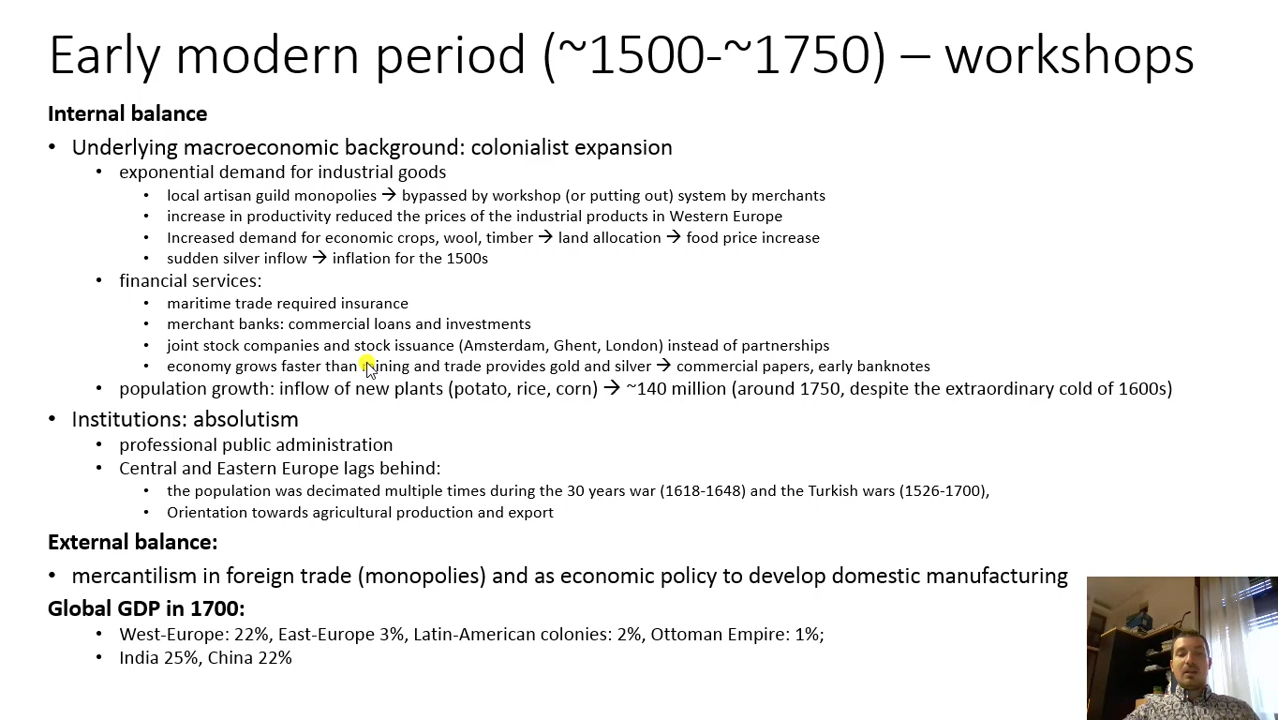 Early modern period (~1500-~1750) – workshops
Internal balance
• Underlying macroeconomic background: colonialist expansion
• exponential demand for industrial goods
• local artisan guild monopolies → bypassed by workshop (or putting out) system by merchants
• increase in productivity reduced the prices of the industrial products in Western Europe
• Increased demand for economic crops, wool, timber → land allocation → food price increase
• sudden silver inflow → inflation for the 1500s
• financial services:
• maritime trade required insurance
• merchant banks: commercial loans and investments
• joint stock companies and stock issuance (Amsterdam, Ghent, London) instead of partnerships
• economy grows faster than mining and trade provides gold and silver → commercial papers, early banknotes
• population growth: inflow of new plants (potato, rice, corn) → ~140 million (around 1750, despite the extraordinary cold of 1600s)
• Institutions: absolutism
• professional public administration
• Central and Eastern Europe lags behind:
• the population was decimated multiple times during the 30 years war (1618-1648) and the Turkish wars (1526-1700),
• Orientation towards agricultural production and export
External balance:
• mercantilism in foreign trade (monopolies) and as economic policy to develop domestic manufacturing
Global GDP in 1700:
• West-Europe: 22%, East-Europe 3%, Latin-American colonies: 2%, Ottoman Empire: 1%;
• India 25%, China 22%